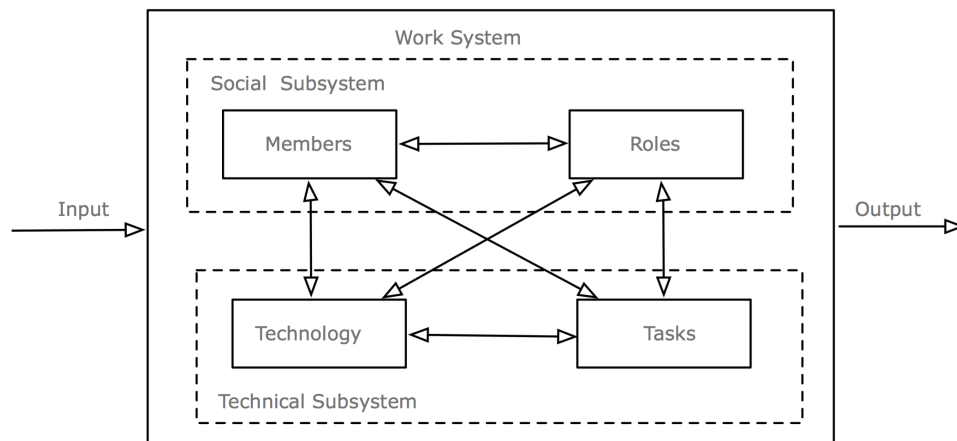 Work System
Social Subsystem
Members
Roles
Input
Output
Technology
Tasks
Technical Subsystem